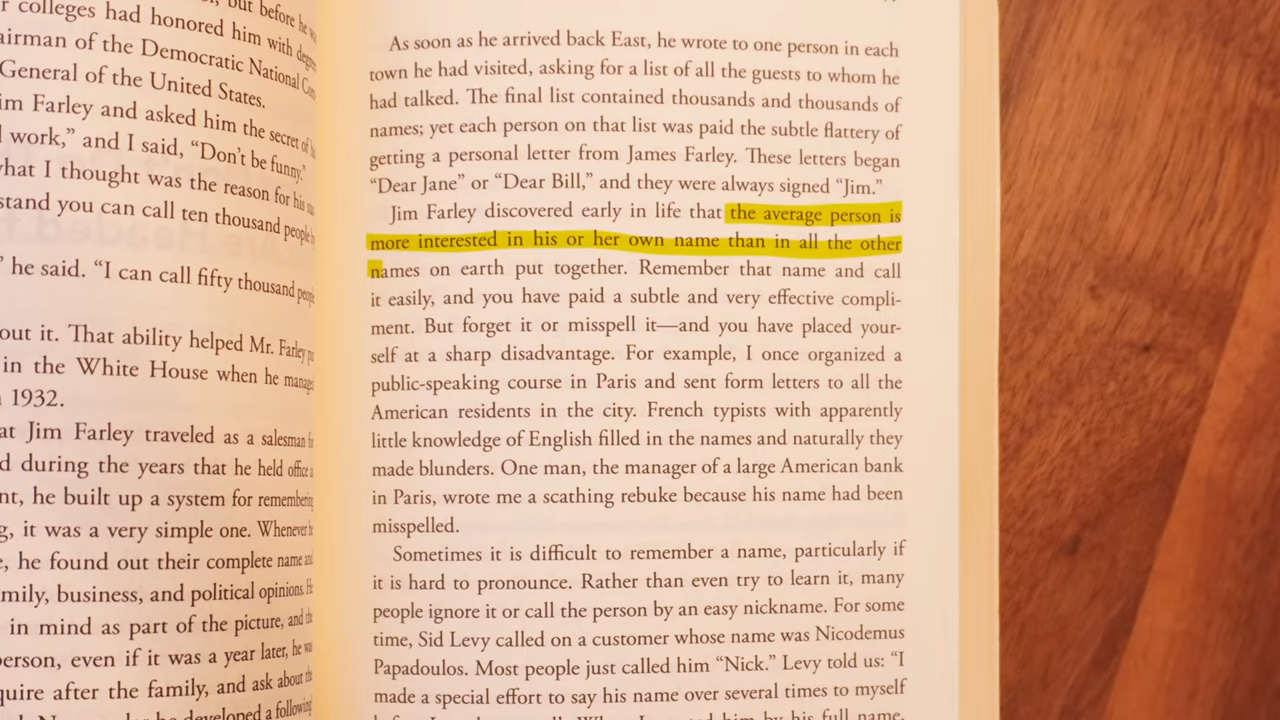 r colleges had honored him with
but before he
airman of the Democratic National
General of the United States.
im Farley and asked him the secret of
l work,” and I said, “Don’t be funny.”
what I thought was the reason for his
stand you can call ten thousand people
” he said. “I can call fifty thousand
out it. That ability helped Mr. Farley
in the White House when he
1932.
at Jim Farley traveled as a salesman
d during the years that he held office
nt, he built up a system for remembering
g, it was a very simple one. Whenever
e, he found out their complete name
mily, business, and political opinions.
in mind as part of the picture, and
person, even if it was a year later, he
quire after the family, and ask about
he developed a following
As soon as he arrived back East, he wrote to one person in each
town he had visited, asking for a list of all the guests to whom he
had talked. The final list contained thousands and thousands of
names; yet each person on that list was paid the subtle flattery of
getting a personal letter from James Farley. These letters began
“Dear Jane” or “Dear Bill,” and they were always signed “Jim.”
Jim Farley discovered early in life that the average person is
more interested in his or her own name than in all the other
names on earth put together. Remember that name and call
it easily, and you have paid a subtle and very effective compli-
ment. But forget it or misspell it—and you have placed your-
self at a sharp disadvantage. For example, I once organized a
public-speaking course in Paris and sent form letters to all the
American residents in the city. French typists with apparently
little knowledge of English filled in the names and naturally they
made blunders. One man, the manager of a large American bank
in Paris, wrote me a scathing rebuke because his name had been
misspelled.
Sometimes it is difficult to remember a name, particularly if
it is hard to pronounce. Rather than even try to learn it, many
people ignore it or call the person by an easy nickname. For some
time, Sid Levy called on a customer whose name was Nicodemus
Papadoulos. Most people just called him “Nick.” Levy told us: “I
made a special effort to say his name over several times to myself
him by his full name.